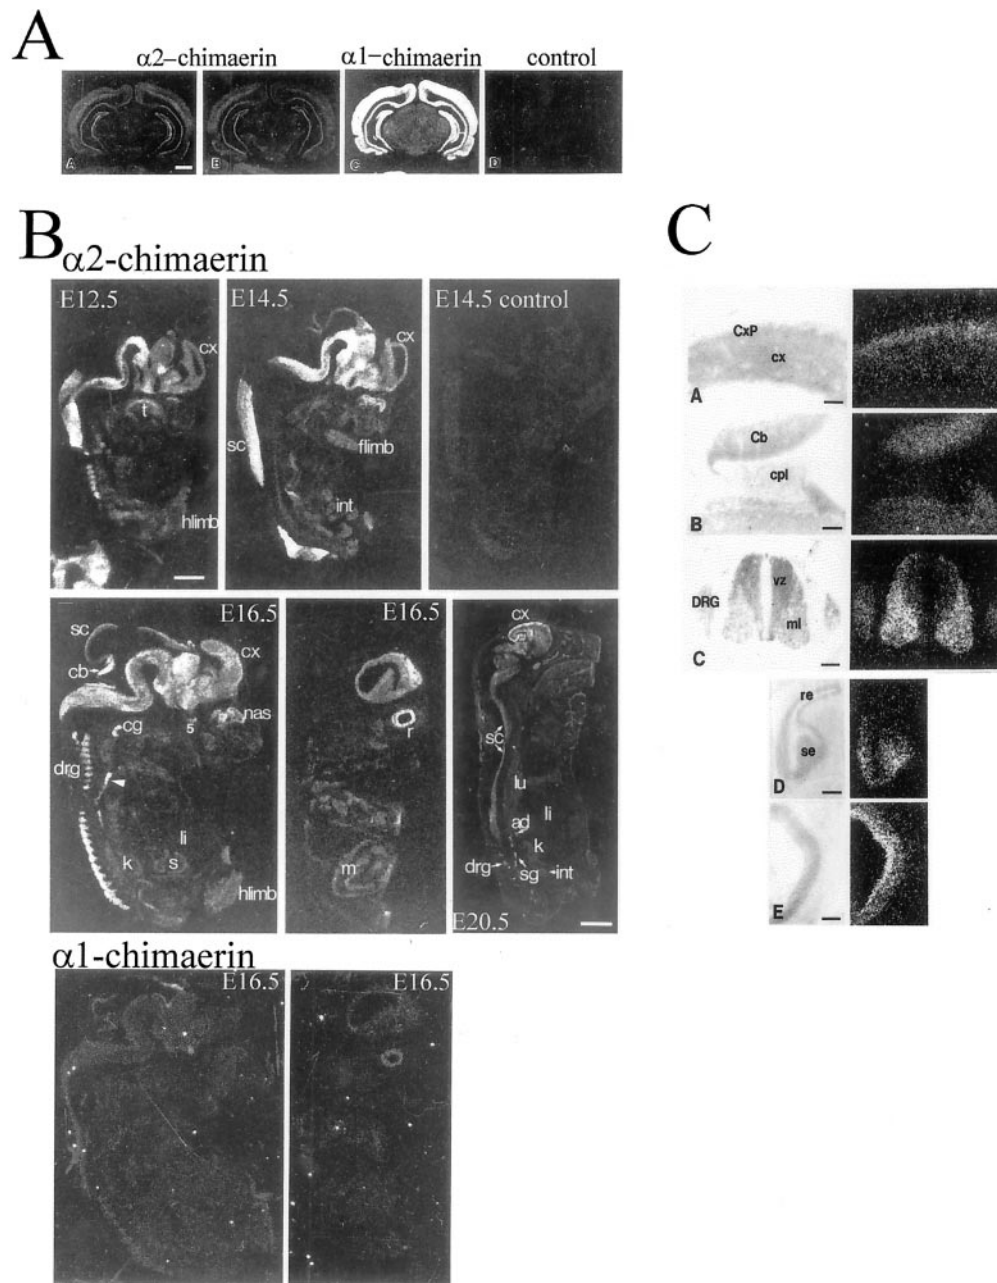 A
α2–chimaerin α1–chimaerin control
A B C D
B
α2-chimaerin
E12.5 E14.5 E14.5 control
cx
t
sc flimb
int
hlimb
E16.5 E16.5
sc cx cx
cb
cg 5 nas r
drg sc
lu
li li
ad
k s m k
hlimb drg sg int
E20.5
α1-chimaerin
E16.5 E16.5
C
CxP
cx
A
Cb
cpl
B
vz
DRG
ml
C
re
se
D
E